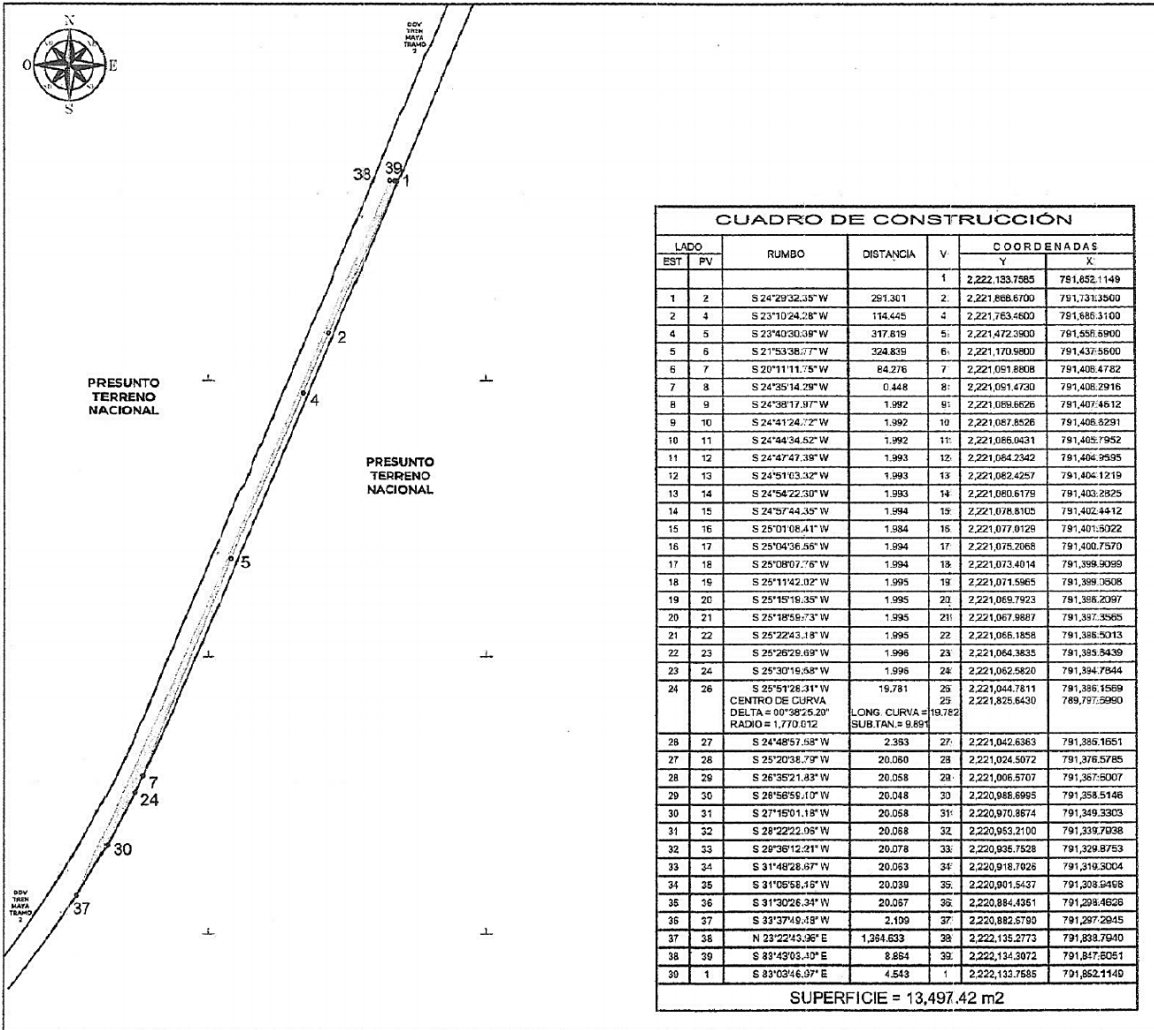 N
O E
S
DDV
TREN
MAYA
TRAMO
2
38 39 1
2
4
PRESUNTO
TERRENO
NACIONAL
PRESUNTO
TERRENO
NACIONAL
5
7
24
30
37
DDV
TREN
MAYA
TRAMO
2
CUADRO DE CONSTRUCCIÓN
LADO RUMBO DISTANCIA V COORDENADAS
EST PV Y X
1 2,222,133.7585 791,852.1149
1 2 S 24°29'32.35" W 291.301 2 2,221,868.6700 791,731.3500
2 4 S 23°10'24.28" W 114.445 4 2,221,763.4600 791,686.3100
4 5 S 23°40'30.39" W 317.819 5 2,221,472.3900 791,558.6900
5 6 S 21°53'38.77" W 324.839 6 2,221,170.9800 791,437.5600
6 7 S 20°11'11.75" W 84.276 7 2,221,091.8808 791,408.4782
7 8 S 24°35'14.29" W 0.448 8 2,221,091.4730 791,408.2916
8 9 S 24°38'17.97" W 1.992 9 2,221,089.6626 791,407.4612
9 10 S 24°41'24.72" W 1.992 10 2,221,087.8526 791,406.6291
10 11 S 24°44'34.52" W 1.992 11 2,221,086.0431 791,405.7952
11 12 S 24°47'47.39" W 1.993 12 2,221,084.2342 791,404.9595
12 13 S 24°51'03.32" W 1.993 13 2,221,082.4257 791,404.1219
13 14 S 24°54'22.30" W 1.993 14 2,221,080.6179 791,403.2825
14 15 S 24°57'44.35" W 1.994 15 2,221,078.8105 791,402.4412
15 16 S 25°01'08.41" W 1.984 16 2,221,077.0129 791,401.6022
16 17 S 25°04'36.56" W 1.994 17 2,221,075.2068 791,400.7570
17 18 S 25°08'07.76" W 1.994 18 2,221,073.4014 791,399.9099
18 19 S 25°11'42.02" W 1.995 19 2,221,071.5965 791,399.0608
19 20 S 25°15'19.35" W 1.995 20 2,221,069.7923 791,398.2097
20 21 S 25°18'59.73" W 1.995 21 2,221,067.9887 791,397.3565
21 22 S 25°22'43.18" W 1.995 22 2,221,066.1858 791,396.5013
22 23 S 25°26'29.69" W 1.996 23 2,221,064.3835 791,395.6439
23 24 S 25°30'19.58" W 1.996 24 2,221,062.5820 791,394.7844
24 26 S 25°51'28.31" W 19.781 26 2,221,044.7811 791,386.1569
CENTRO DE CURVA 25 2,221,825.6430 789,797.5990
DELTA = 00°38'25.20" LONG. CURVA = 19.782
RADIO = 1,770.012 SUB.TAN.= 9.891
26 27 S 24°48'57.58" W 2.363 27 2,221,042.6363 791,385.1651
27 28 S 25°20'38.79" W 20.060 28 2,221,024.5072 791,376.5785
28 29 S 26°35'21.83" W 20.058 29 2,221,006.5707 791,367.6007
29 30 S 26°56'59.10" W 20.048 30 2,220,988.6995 791,358.5146
30 31 S 27°15'01.18" W 20.058 31 2,220,970.8674 791,349.3303
31 32 S 28°22'22.06" W 20.068 32 2,220,953.2100 791,339.7938
32 33 S 29°36'12.21" W 20.078 33 2,220,935.7528 791,329.8753
33 34 S 31°48'28.67" W 20.063 34 2,220,918.7026 791,319.3004
34 35 S 31°05'58.16" W 20.039 35 2,220,901.5437 791,308.9498
35 36 S 31°30'26.34" W 20.067 36 2,220,884.4351 791,298.4626
36 37 S 33°37'49.48" W 2.109 37 2,220,882.6790 791,297.2945
37 38 N 23°22'43.96" E 1,364.633 38 2,222,135.2773 791,838.7940
38 39 S 83°43'03.40" E 8.864 39 2,222,134.3072 791,847.6051
39 1 S 83°03'46.97" E 4.543 1 2,222,133.7585 791,852.1149
SUPERFICIE = 13,497.42 m2